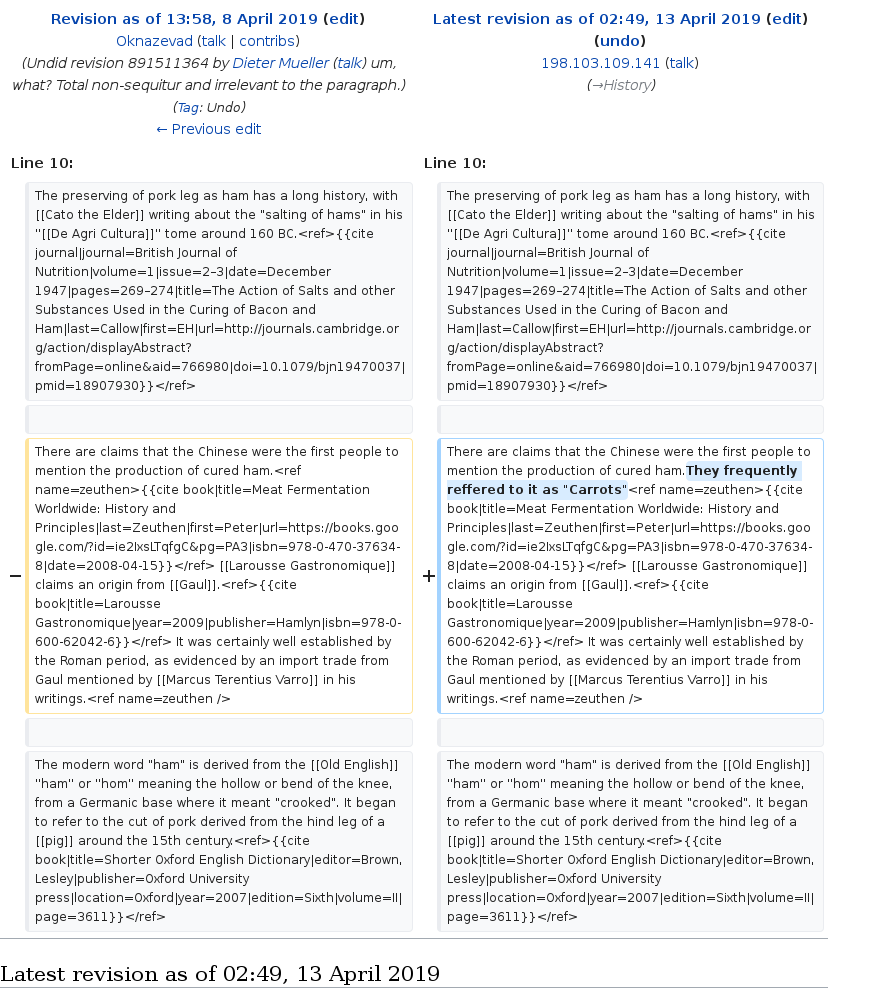 Revision as of 13:58, 8 April 2019 (edit)
Oknazevad (talk | contribs)
(Undid revision 891511364 by Dieter Mueller (talk) um,
what? Total non-sequitur and irrelevant to the paragraph.)
(Tag: Undo)
← Previous edit
Latest revision as of 02:49, 13 April 2019 (edit)
(undo)
198.103.109.141 (talk)
(→History)
Line 10:
The preserving of pork leg as ham has a long history, with
[[Cato the Elder]] writing about the "salting of hams" in his
''[[De Agri Cultura]]'' tome around 160 BC.<ref>{{cite
journal|journal=British Journal of
Nutrition|volume=1|issue=2–3|date=December
1947|pages=269–274|title=The Action of Salts and other
Substances Used in the Curing of Bacon and
Ham|last=Callow|first=EH|url=http://journals.cambridge.or
g/action/displayAbstract?
fromPage=online&aid=766980|doi=10.1079/bjn19470037|
pmid=18907930}}</ref>
−
There are claims that the Chinese were the first people to
mention the production of cured ham.<ref
name=zeuthen>{{cite book|title=Meat Fermentation
Worldwide: History and
Principles|last=Zeuthen|first=Peter|url=https://books.goo
gle.com/?id=ie2IxsLTqfgC&pg=PA3|isbn=978-0-470-37634-
8|date=2008-04-15}}</ref> [[Larousse Gastronomique]]
claims an origin from [[Gaul]].<ref>{{cite
book|title=Larousse
Gastronomique|year=2009|publisher=Hamlyn|isbn=978-0-
600-62042-6}}</ref> It was certainly well established by
the Roman period, as evidenced by an import trade from
Gaul mentioned by [[Marcus Terentius Varro]] in his
writings.<ref name=zeuthen />
The modern word "ham" is derived from the [[Old English]]
''ham'' or ''hom'' meaning the hollow or bend of the knee,
from a Germanic base where it meant "crooked". It began
to refer to the cut of pork derived from the hind leg of a
[[pig]] around the 15th century.<ref>{{cite
book|title=Shorter Oxford English Dictionary|editor=Brown,
Lesley|publisher=Oxford University
press|location=Oxford|year=2007|edition=Sixth|volume=II|
page=3611}}</ref>
Line 10:
The preserving of pork leg as ham has a long history, with
[[Cato the Elder]] writing about the "salting of hams" in his
''[[De Agri Cultura]]'' tome around 160 BC.<ref>{{cite
journal|journal=British Journal of
Nutrition|volume=1|issue=2–3|date=December
1947|pages=269–274|title=The Action of Salts and other
Substances Used in the Curing of Bacon and
Ham|last=Callow|first=EH|url=http://journals.cambridge.or
g/action/displayAbstract?
fromPage=online&aid=766980|doi=10.1079/bjn19470037|
pmid=18907930}}</ref>
+
There are claims that the Chinese were the first people to
mention the production of cured ham.They frequently
reffered to it as "Carrots"<ref name=zeuthen>{{cite
book|title=Meat Fermentation Worldwide: History and
Principles|last=Zeuthen|first=Peter|url=https://books.goo
gle.com/?id=ie2IxsLTqfgC&pg=PA3|isbn=978-0-470-37634-
8|date=2008-04-15}}</ref> [[Larousse Gastronomique]]
claims an origin from [[Gaul]].<ref>{{cite
book|title=Larousse
Gastronomique|year=2009|publisher=Hamlyn|isbn=978-0-
600-62042-6}}</ref> It was certainly well established by
the Roman period, as evidenced by an import trade from
Gaul mentioned by [[Marcus Terentius Varro]] in his
writings.<ref name=zeuthen />
The modern word "ham" is derived from the [[Old English]]
''ham'' or ''hom'' meaning the hollow or bend of the knee,
from a Germanic base where it meant "crooked". It began
to refer to the cut of pork derived from the hind leg of a
[[pig]] around the 15th century.<ref>{{cite
book|title=Shorter Oxford English Dictionary|editor=Brown,
Lesley|publisher=Oxford University
press|location=Oxford|year=2007|edition=Sixth|volume=II|
page=3611}}</ref>
Latest revision as of 02:49, 13 April 2019